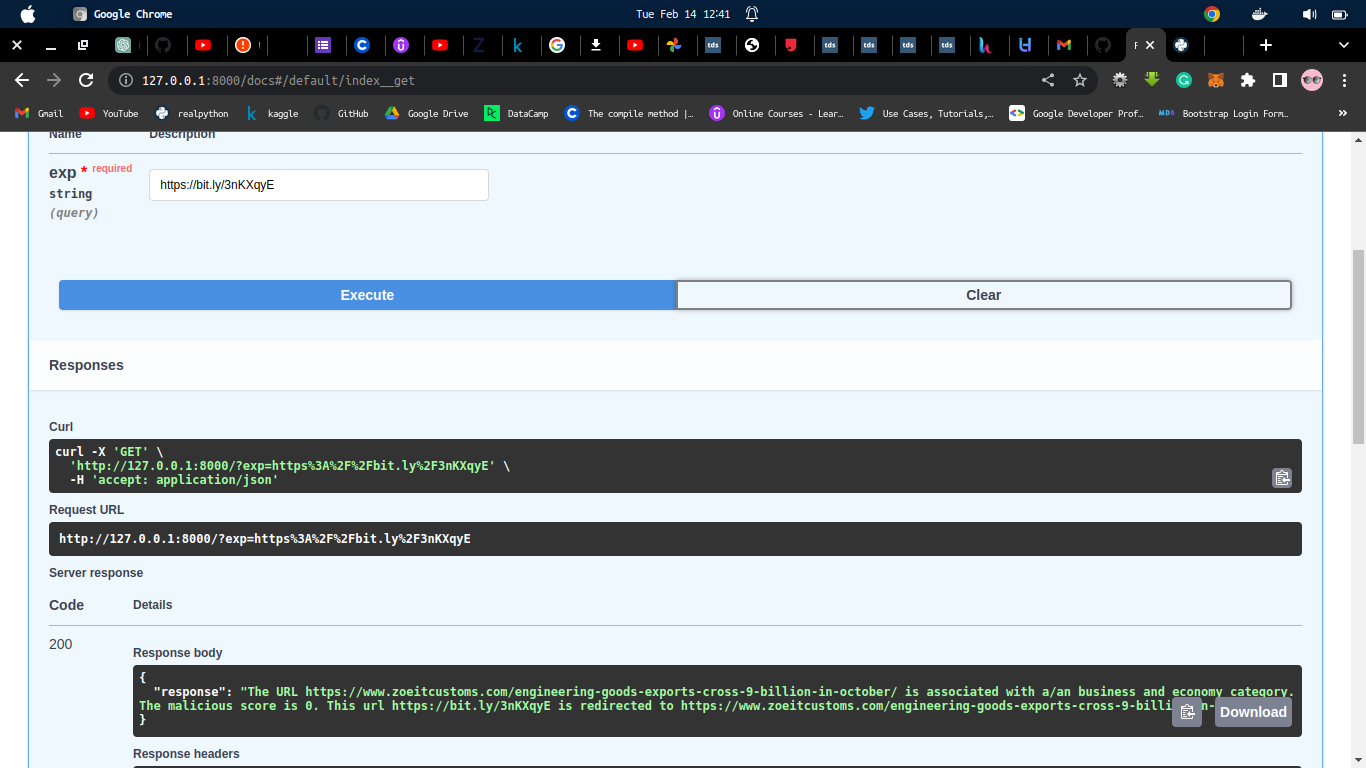 Google Chrome
Tue Feb 14 12:41
tds
tds
tds
tds
tds
127.0.0.1:8000/docs#/default/index__get
Gmail YouTube realpython kaggle GitHub Google Drive DataCamp The compile method |… Online Courses - Lear… Use Cases, Tutorials,… Google Developer Prof… Bootstrap Login Form… »
Name Description
exp * required
string
(query)
https://bit.ly/3nKXqyE
Execute Clear
Responses
Curl
curl -X 'GET' \
'http://127.0.0.1:8000/?exp=https%3A%2F%2Fbit.ly%2F3nKXqyE' \
-H 'accept: application/json'
Request URL
http://127.0.0.1:8000/?exp=https%3A%2F%2Fbit.ly%2F3nKXqyE
Server response
Code Details
200
Response body
{
"response": "The URL https://www.zoeitcustoms.com/engineering-goods-exports-cross-9-billion-in-october/ is associated with a/an business and economy category.
The malicious score is 0. This url https://bit.ly/3nKXqyE is redirected to https://www.zoeitcustoms.com/engineering-goods-exports-cross-9-billi
}
Download
Response headers